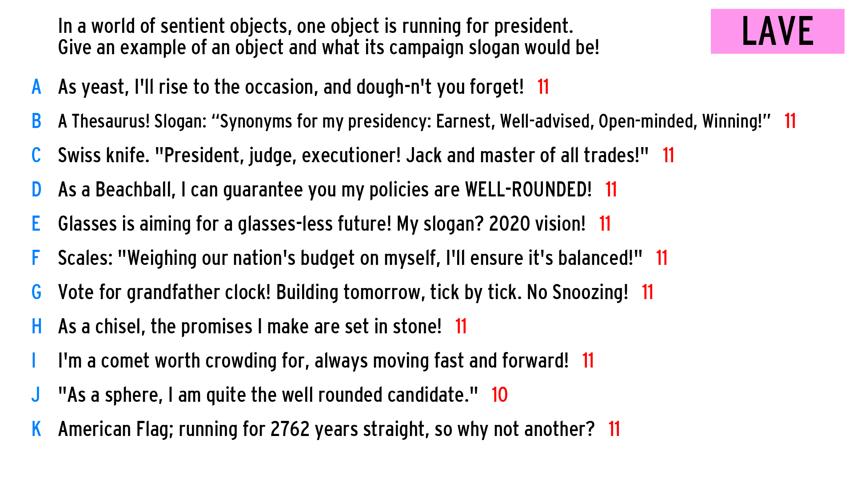 In a world of sentient objects, one object is running for president.
Give an example of an object and what its campaign slogan would be!
LAVE
A As yeast, I'll rise to the occasion, and dough-n't you forget! 11
B A Thesaurus! Slogan: “Synonyms for my presidency: Earnest, Well-advised, Open-minded, Winning!” 11
C Swiss knife. "President, judge, executioner! Jack and master of all trades!" 11
D As a Beachball, I can guarantee you my policies are WELL-ROUNDED! 11
E Glasses is aiming for a glasses-less future! My slogan? 2020 vision! 11
F Scales: "Weighing our nation's budget on myself, I'll ensure it's balanced!" 11
G Vote for grandfather clock! Building tomorrow, tick by tick. No Snoozing! 11
H As a chisel, the promises I make are set in stone! 11
I I'm a comet worth crowding for, always moving fast and forward! 11
J "As a sphere, I am quite the well rounded candidate." 10
K American Flag; running for 2762 years straight, so why not another? 11